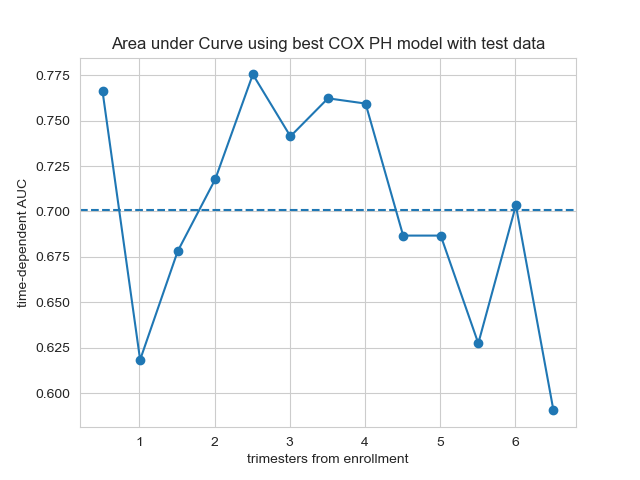 Area under Curve using best COX PH model with test data
time-dependent AUC
0.775
0.750
0.725
0.700
0.675
0.650
0.625
0.600
1 2 3 4 5 6
trimesters from enrollment